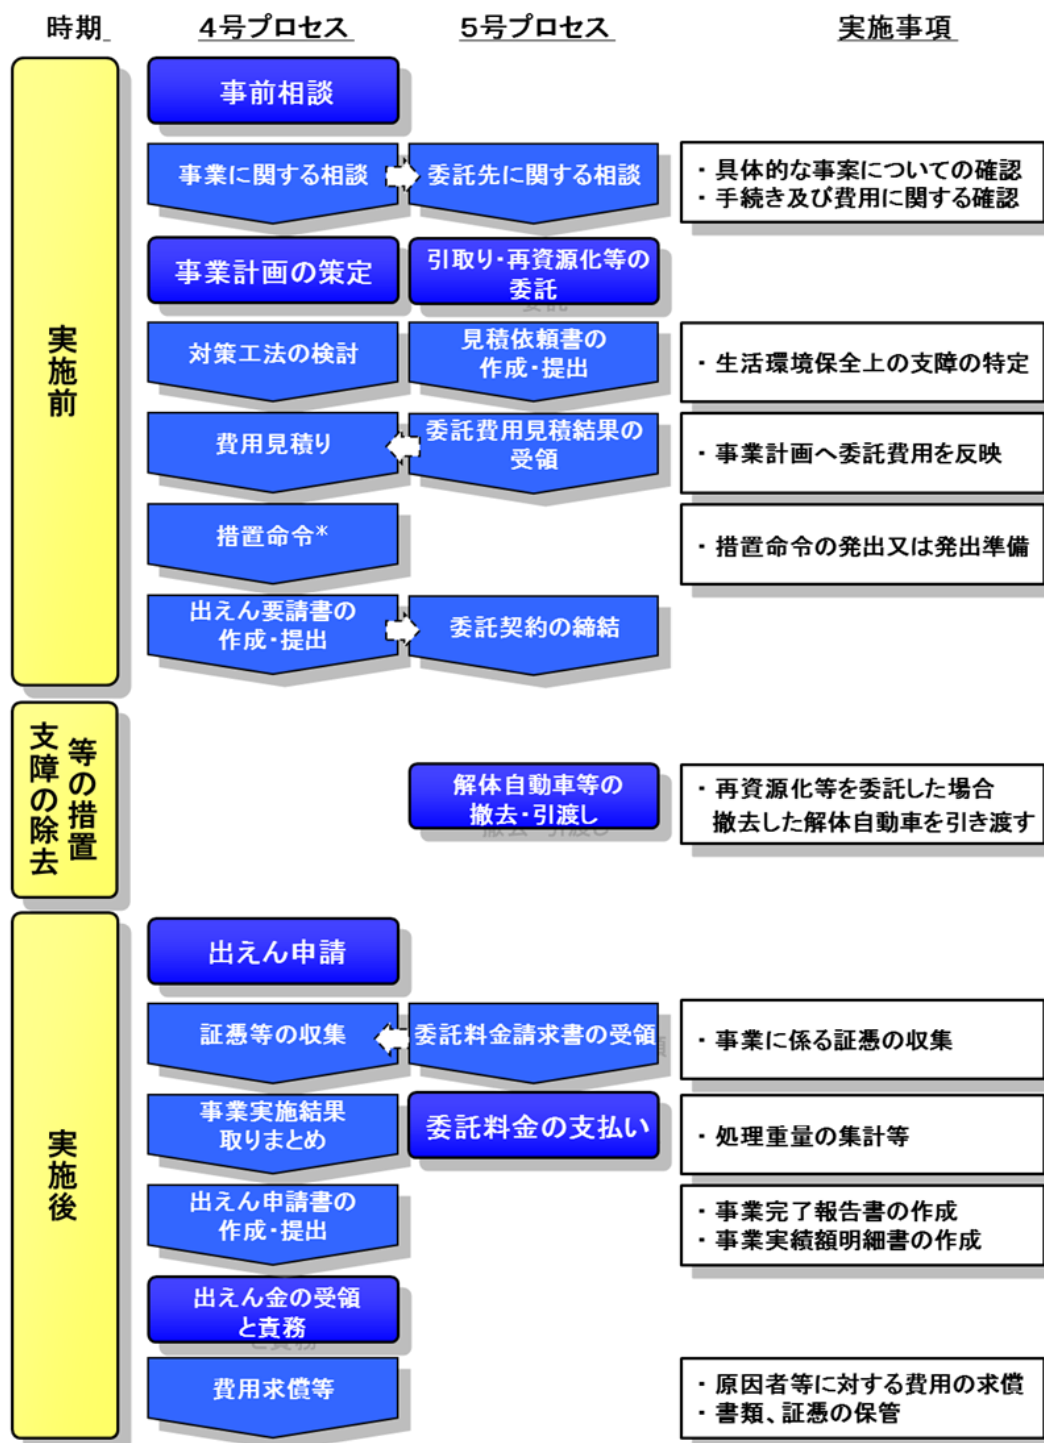 時期
4号プロセス
5号プロセス
実施事項
実施前
事前相談
事業に関する相談
委託先に関する相談
・具体的な事案についての確認
・手続き及び費用に関する確認
事業計画の策定
引取り・再資源化等の
委託
対策工法の検討
見積依頼書の
作成・提出
・生活環境保全上の支障の特定
費用見積り
委託費用見積結果の
受領
・事業計画へ委託費用を反映
措置命令*
・措置命令の発出又は発出準備
出えん要請書の
作成・提出
委託契約の締結
支障の除去
等の措置
解体自動車等の
撤去・引渡し
・再資源化等を委託した場合
撤去した解体自動車を引き渡す
実施後
出えん申請
証憑等の収集
委託料金請求書の受領
・事業に係る証憑の収集
事業実施結果
取りまとめ
委託料金の支払い
・処理重量の集計等
出えん申請書の
作成・提出
・事業完了報告書の作成
・事業実績額明細書の作成
出えん金の受領
と責務
費用求償等
・原因者等に対する費用の求償
・書類、証憑の保管